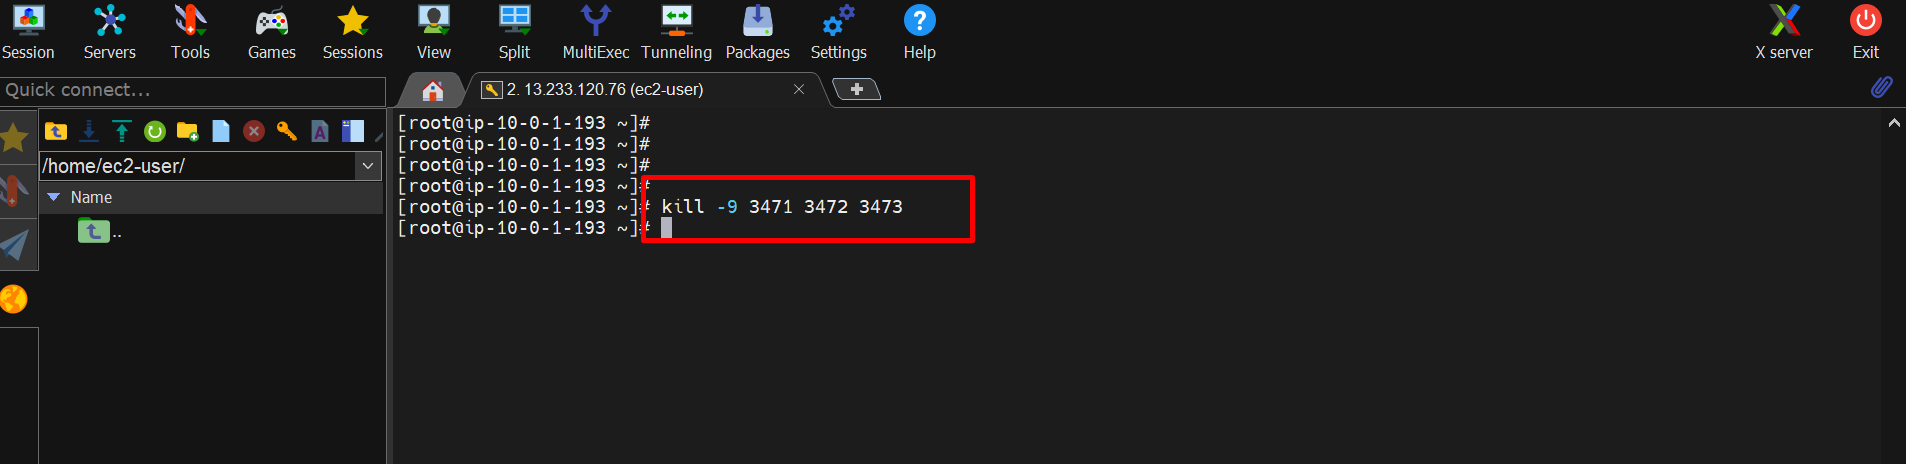 Session Servers Tools Games Sessions View Split MultiExec Tunneling Packages Settings Help X server Exit
Quick connect...
2. 13.233.120.76 (ec2-user)
/home/ec2-user/
Name
..
[root@ip-10-0-1-193 ~]#
[root@ip-10-0-1-193 ~]#
[root@ip-10-0-1-193 ~]#
[root@ip-10-0-1-193 ~]#
[root@ip-10-0-1-193 ~]# kill -9 3471 3472 3473
[root@ip-10-0-1-193 ~]#